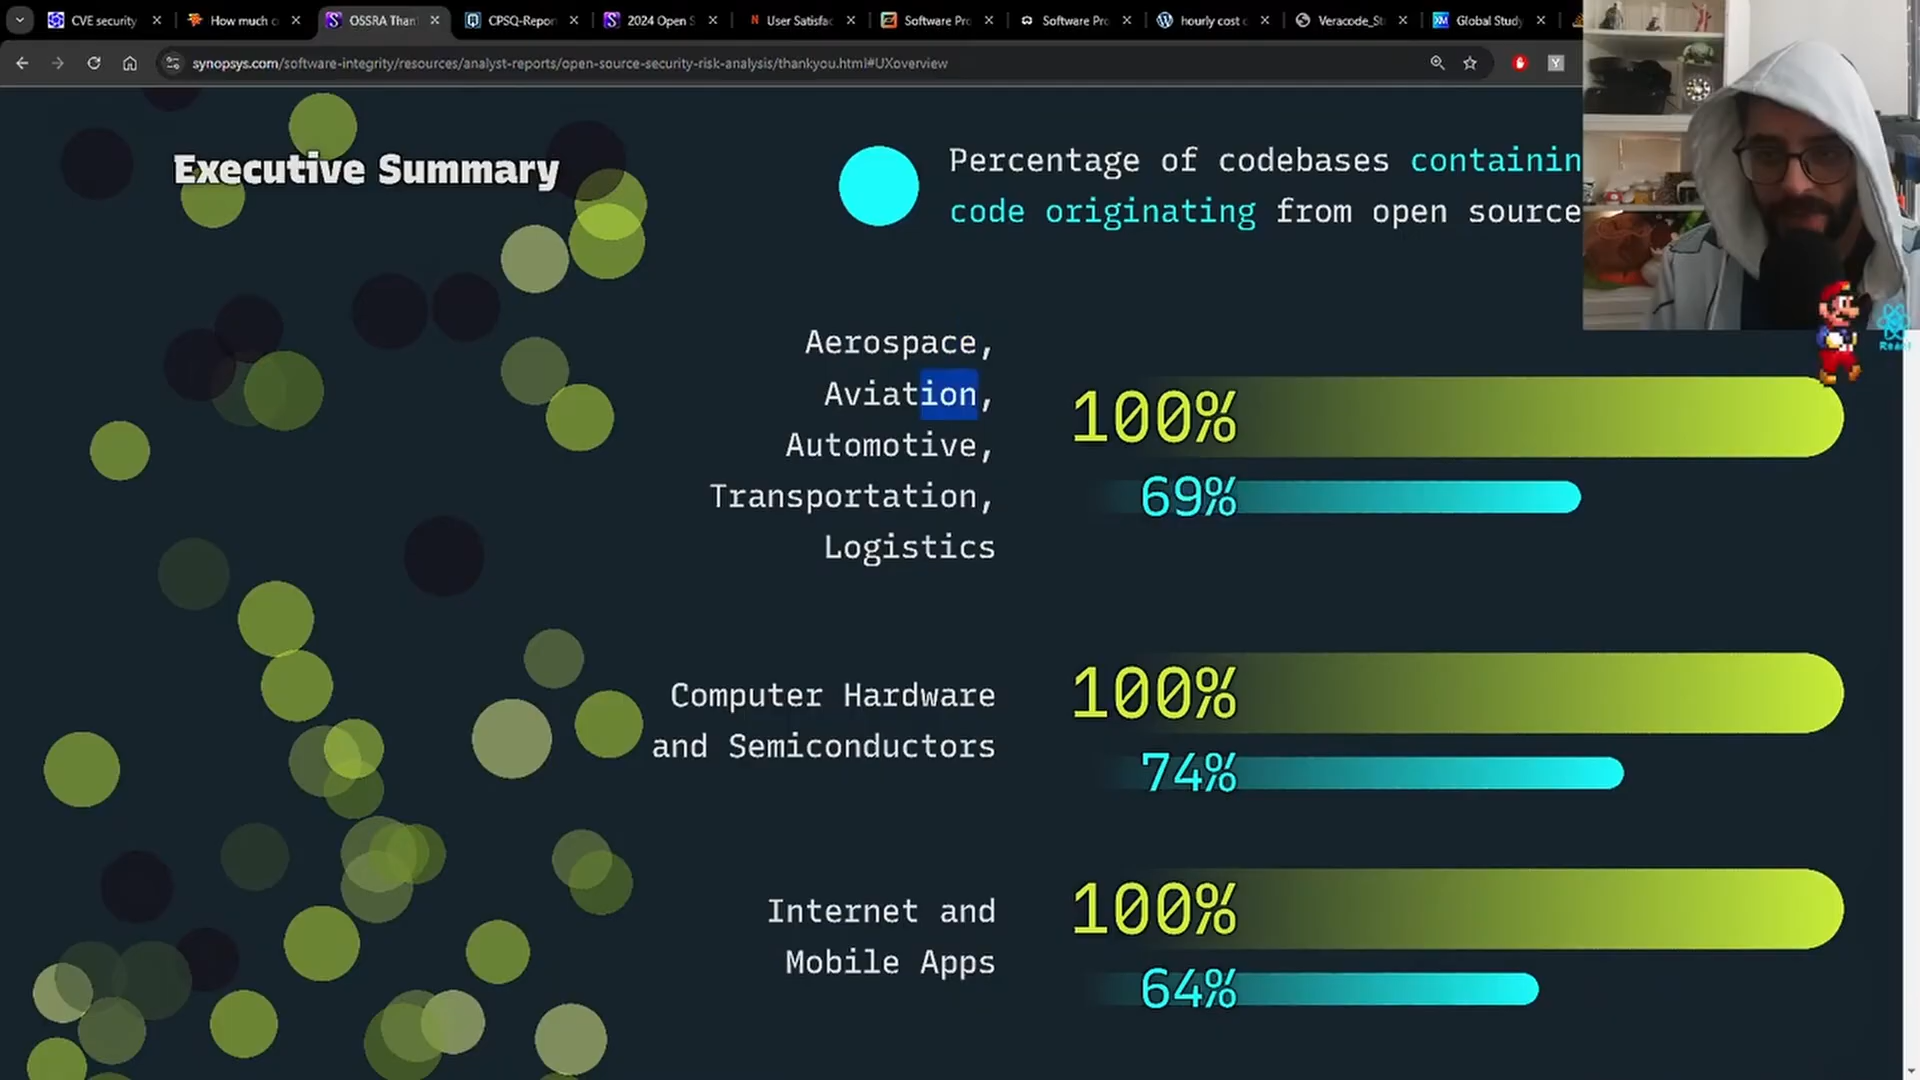 CVE security
How much c
OSSRA Than
CPSQ-Repor
2024 Open S
User Satisfac
Software Pro
Software Pro
hourly cost o
Veracode_St
Global Study
synopsys.com/software-integrity/resources/analyst-reports/open-source-security-risk-analysis/thankyou.html#UXoverview
Executive Summary
Percentage of codebases containin
code originating from open source
Aerospace,
Aviation,
Automotive,
Transportation,
Logistics
100%
69%
Computer Hardware
and Semiconductors
100%
74%
Internet and
Mobile Apps
100%
64%
React